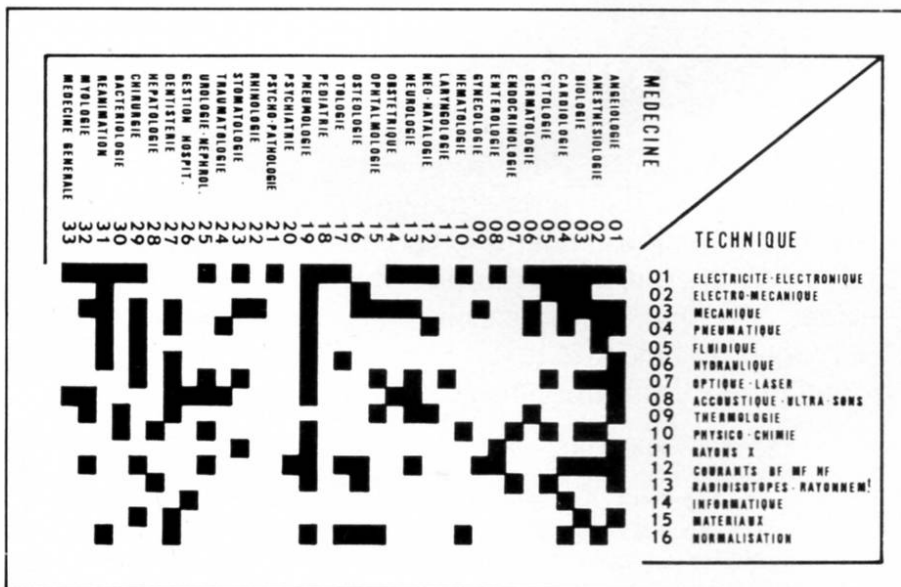 MEDECINE
ANGEIOLOGIE 01
ANESTHESIOLOGIE 02
BIOLOGIE 03
CARDIOLOGIE 04
CYTOLOGIE 05
DERMATOLOGIE 06
ENDOCRINOLOGIE 07
ENTEROLOGIE 08
GYNECOLOGIE 09
HEMATOLOGIE 10
LARYNGOLOGIE 11
NEO-NATALOGIE 12
NEUROLOGIE 13
OBSTETRIQUE 14
OPHTALMOLOGIE 15
OSTEOLOGIE 16
OTOLOGIE 17
PEDIATRIE 18
PNEUMOLOGIE 19
PSYCHIATRIE 20
PSYCHO-PATHOLOGIE 21
RHINOLOGIE 22
STOMATOLOGIE 23
TRAUMATOLOGIE 24
UROLOGIE-NEPHROL. 25
GESTION HOSPIT. 26
DENTISTERIE 27
HEPATOLOGIE 28
CHIRURGIE 29
BACTERIOLOGIE 30
REANIMATION 31
MYOLOGIE 32
MEDECINE GENERALE 33
TECHNIQUE
01 ELECTRICITE-ELECTRONIQUE
02 ELECTRO-MECANIQUE
03 MECANIQUE
04 PNEUMATIQUE
05 FLUIDIQUE
06 HYDRAULIQUE
07 OPTIQUE-LASER
08 ACCOUSTIQUE-ULTRA-SONS
09 THERMOLOGIE
10 PHYSICO-CHIMIE
11 RAYONS X
12 COURANTS BF MF HF
13 RADIOISOTOPES-RAYONNEM!
14 INFORMATIQUE
15 MATERIAUX
16 NORMALISATION